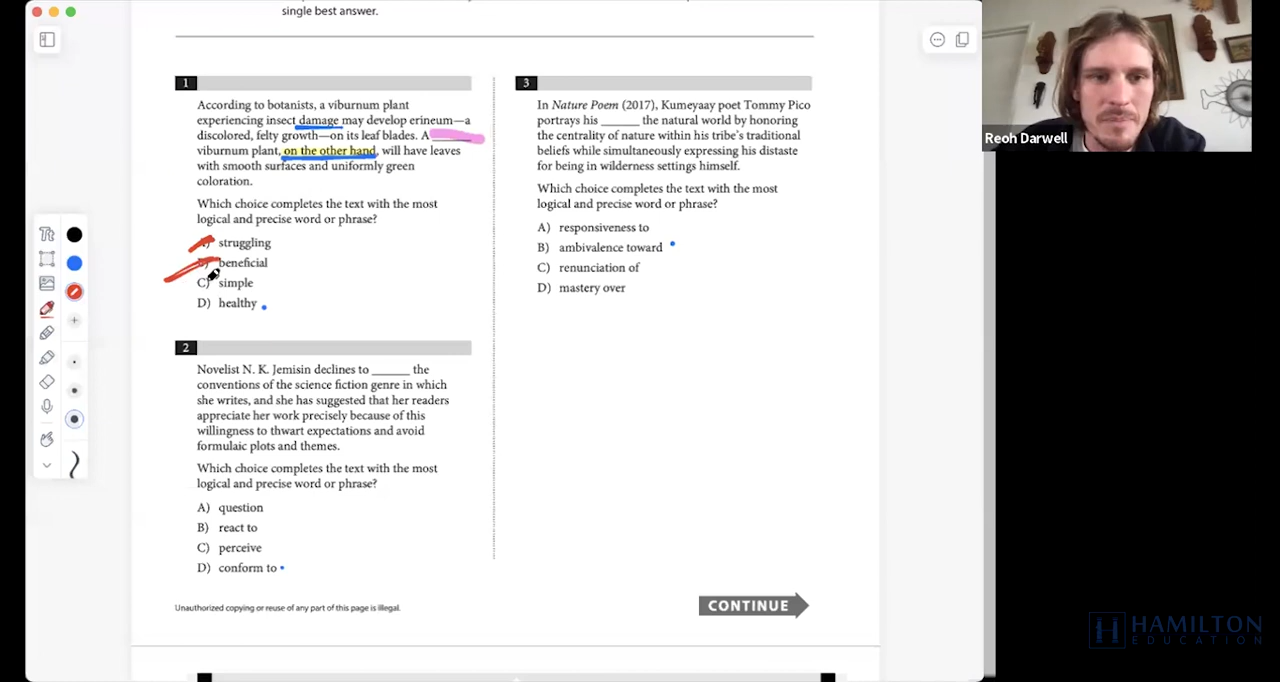 single best answer.
1
According to botanists, a viburnum plant
experiencing insect damage may develop erineum—a
discolored, felty growth—on its leaf blades. A ______
viburnum plant, on the other hand, will have leaves
with smooth surfaces and uniformly green
coloration.
Which choice completes the text with the most
logical and precise word or phrase?
struggling
beneficial
C) simple
D) healthy
2
Novelist N. K. Jemisin declines to ______ the
conventions of the science fiction genre in which
she writes, and she has suggested that her readers
appreciate her work precisely because of this
willingness to thwart expectations and avoid
formulaic plots and themes.
Which choice completes the text with the most
logical and precise word or phrase?
A) question
B) react to
C) perceive
D) conform to
Unauthorized copying or reuse of any part of this page is illegal.
3
In Nature Poem (2017), Kumeyaay poet Tommy Pico
portrays his ______ the natural world by honoring
the centrality of nature within his tribe's traditional
beliefs while simultaneously expressing his distaste
for being in wilderness settings himself.
Which choice completes the text with the most
logical and precise word or phrase?
A) responsiveness to
B) ambivalence toward
C) renunciation of
D) mastery over
CONTINUE
Reoh Darwell
HAMILTON
EDUCATION